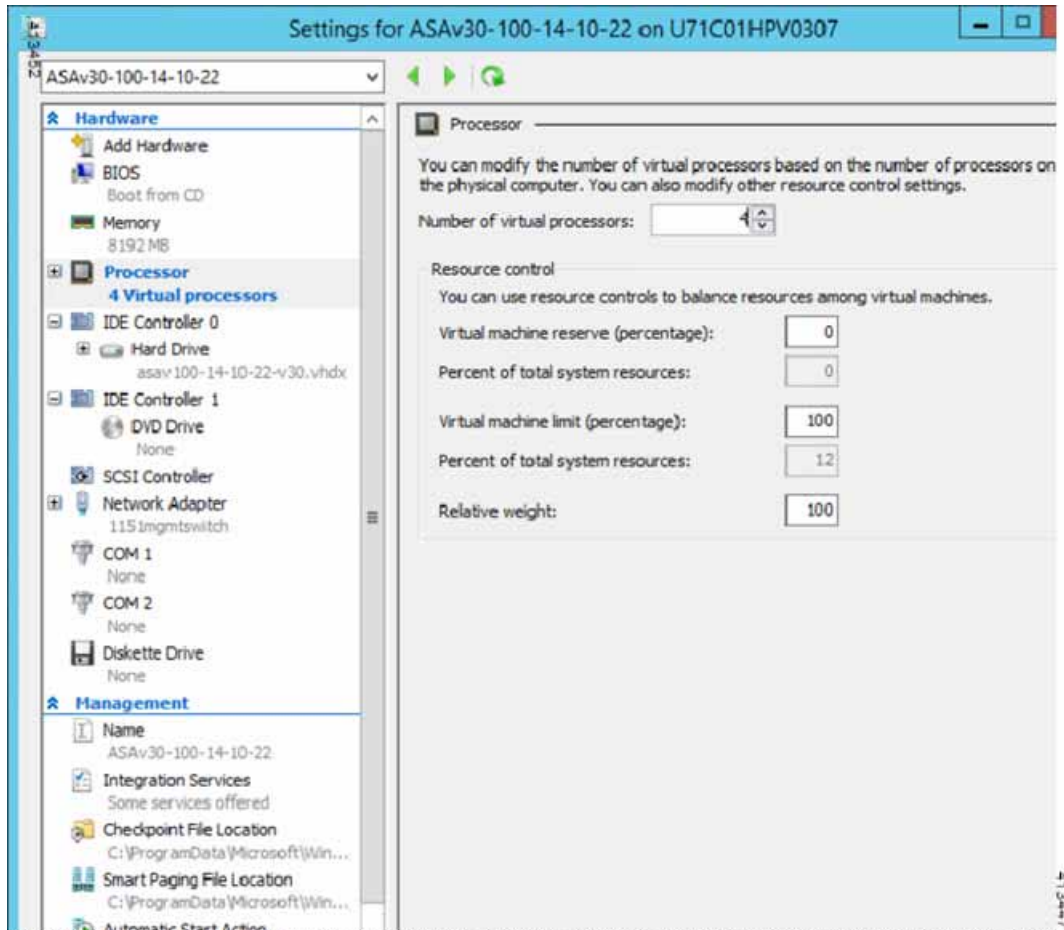 Settings for ASAv30-100-14-10-22 on U71C01HPV0307
413452
ASAv30-100-14-10-22
Hardware
Add Hardware
BIOS
Boot from CD
Memory
8192 MB
Processor
4 Virtual processors
IDE Controller 0
Hard Drive
asav100-14-10-22-v30.vhdx
IDE Controller 1
DVD Drive
None
SCSI Controller
Network Adapter
1151mgmtswitch
COM 1
None
COM 2
None
Diskette Drive
None
Management
Name
ASAv30-100-14-10-22
Integration Services
Some services offered
Checkpoint File Location
C:\ProgramData\Microsoft\Win...
Smart Paging File Location
C:\ProgramData\Microsoft\Win...
Automatic Start Action
Processor
You can modify the number of virtual processors based on the number of processors on
the physical computer. You can also modify other resource control settings.
Number of virtual processors: 4
Resource control
You can use resource controls to balance resources among virtual machines.
Virtual machine reserve (percentage): 0
Percent of total system resources: 0
Virtual machine limit (percentage): 100
Percent of total system resources: 12
Relative weight: 100